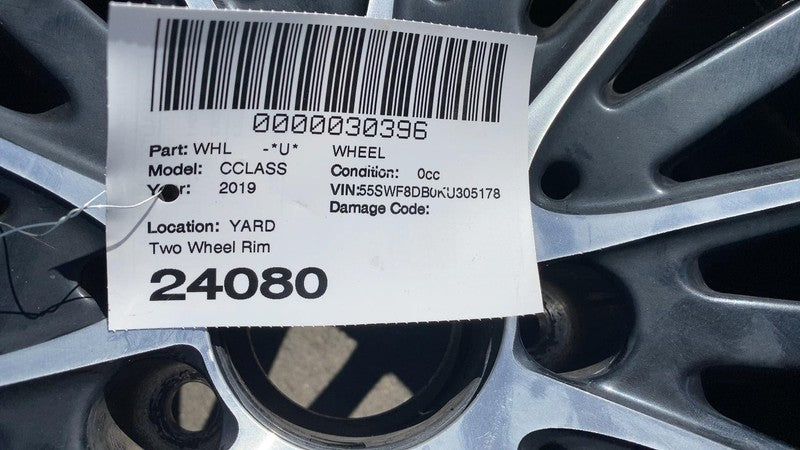 0000030396
Part: WHL -*U* WHEEL
Model: CCLASS Condition: 0cc
Year: 2019 VIN:55SWF8DB0KU305178
Damage Code:
Location: YARD
Two Wheel Rim
24080